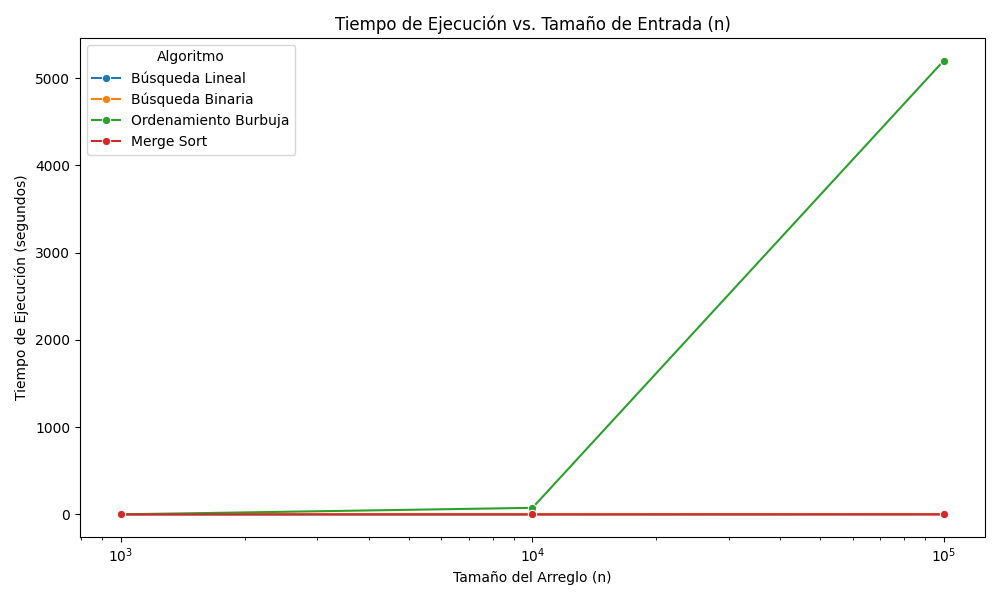 Tiempo de Ejecución vs. Tamaño de Entrada (n)
Algoritmo
Búsqueda Lineal
Búsqueda Binaria
Ordenamiento Burbuja
Merge Sort
Tiempo de Ejecución (segundos)
5000
4000
3000
2000
1000
0
10³
10⁴
10⁵
Tamaño del Arreglo (n)